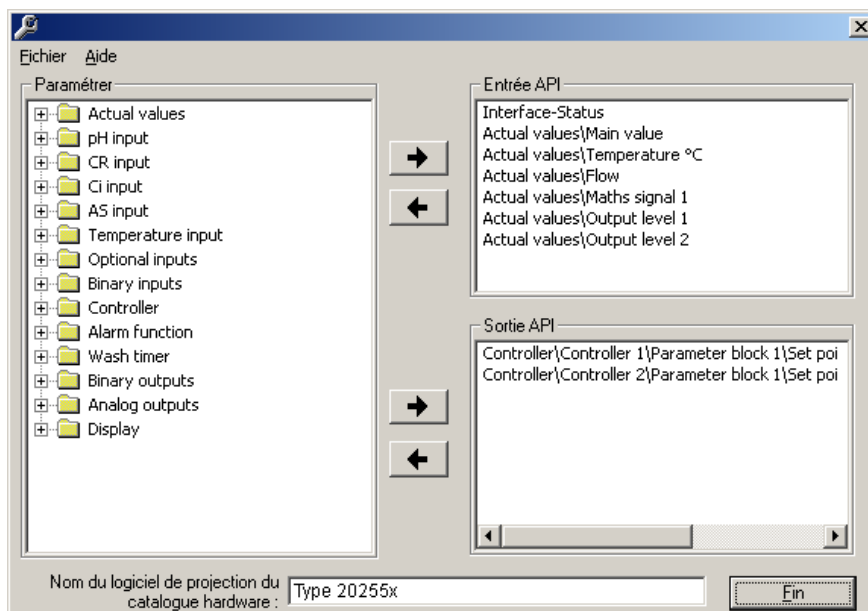 Fichier Aide
Paramétrer
Actual values
pH input
CR input
Ci input
AS input
Temperature input
Optional inputs
Binary inputs
Controller
Alarm function
Wash timer
Binary outputs
Analog outputs
Display
Entrée API
Interface-Status
Actual values\Main value
Actual values\Temperature °C
Actual values\Flow
Actual values\Maths signal 1
Actual values\Output level 1
Actual values\Output level 2
Sortie API
Controller\Controller 1\Parameter block 1\Set poi
Controller\Controller 2\Parameter block 1\Set poi
Nom du logiciel de projection du
catalogue hardware :
Type 20255x
Fin